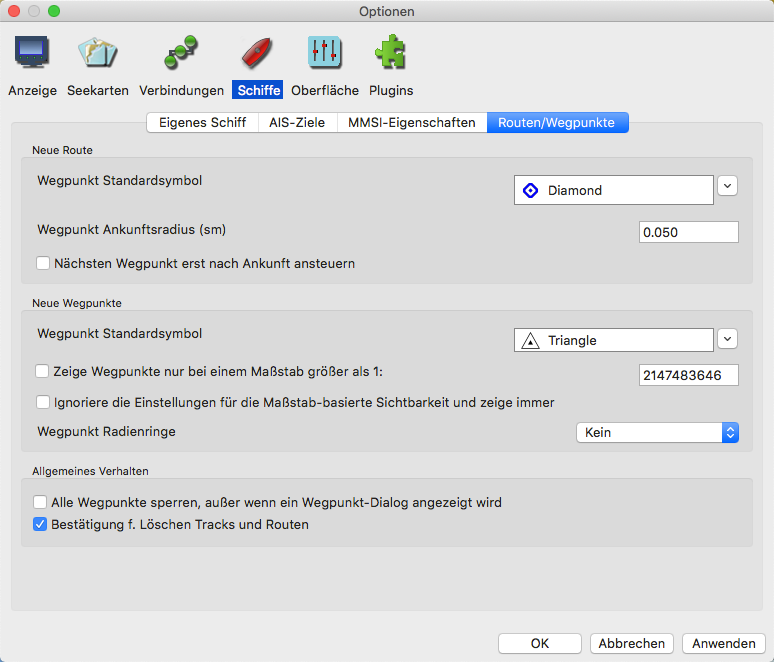 Optionen
Anzeige Seekarten Verbindungen Schiffe Oberfläche Plugins
Eigenes Schiff AIS-Ziele MMSI-Eigenschaften Routen/Wegpunkte
Neue Route
Wegpunkt Standardsymbol Diamond
Wegpunkt Ankunftsradius (sm) 0.050
Nächsten Wegpunkt erst nach Ankunft ansteuern
Neue Wegpunkte
Wegpunkt Standardsymbol Triangle
Zeige Wegpunkte nur bei einem Maßstab größer als 1: 2147483646
Ignoriere die Einstellungen für die Maßstab-basierte Sichtbarkeit und zeige immer
Wegpunkt Radienringe Kein
Allgemeines Verhalten
Alle Wegpunkte sperren, außer wenn ein Wegpunkt-Dialog angezeigt wird
Bestätigung f. Löschen Tracks und Routen
OK Abbrechen Anwenden